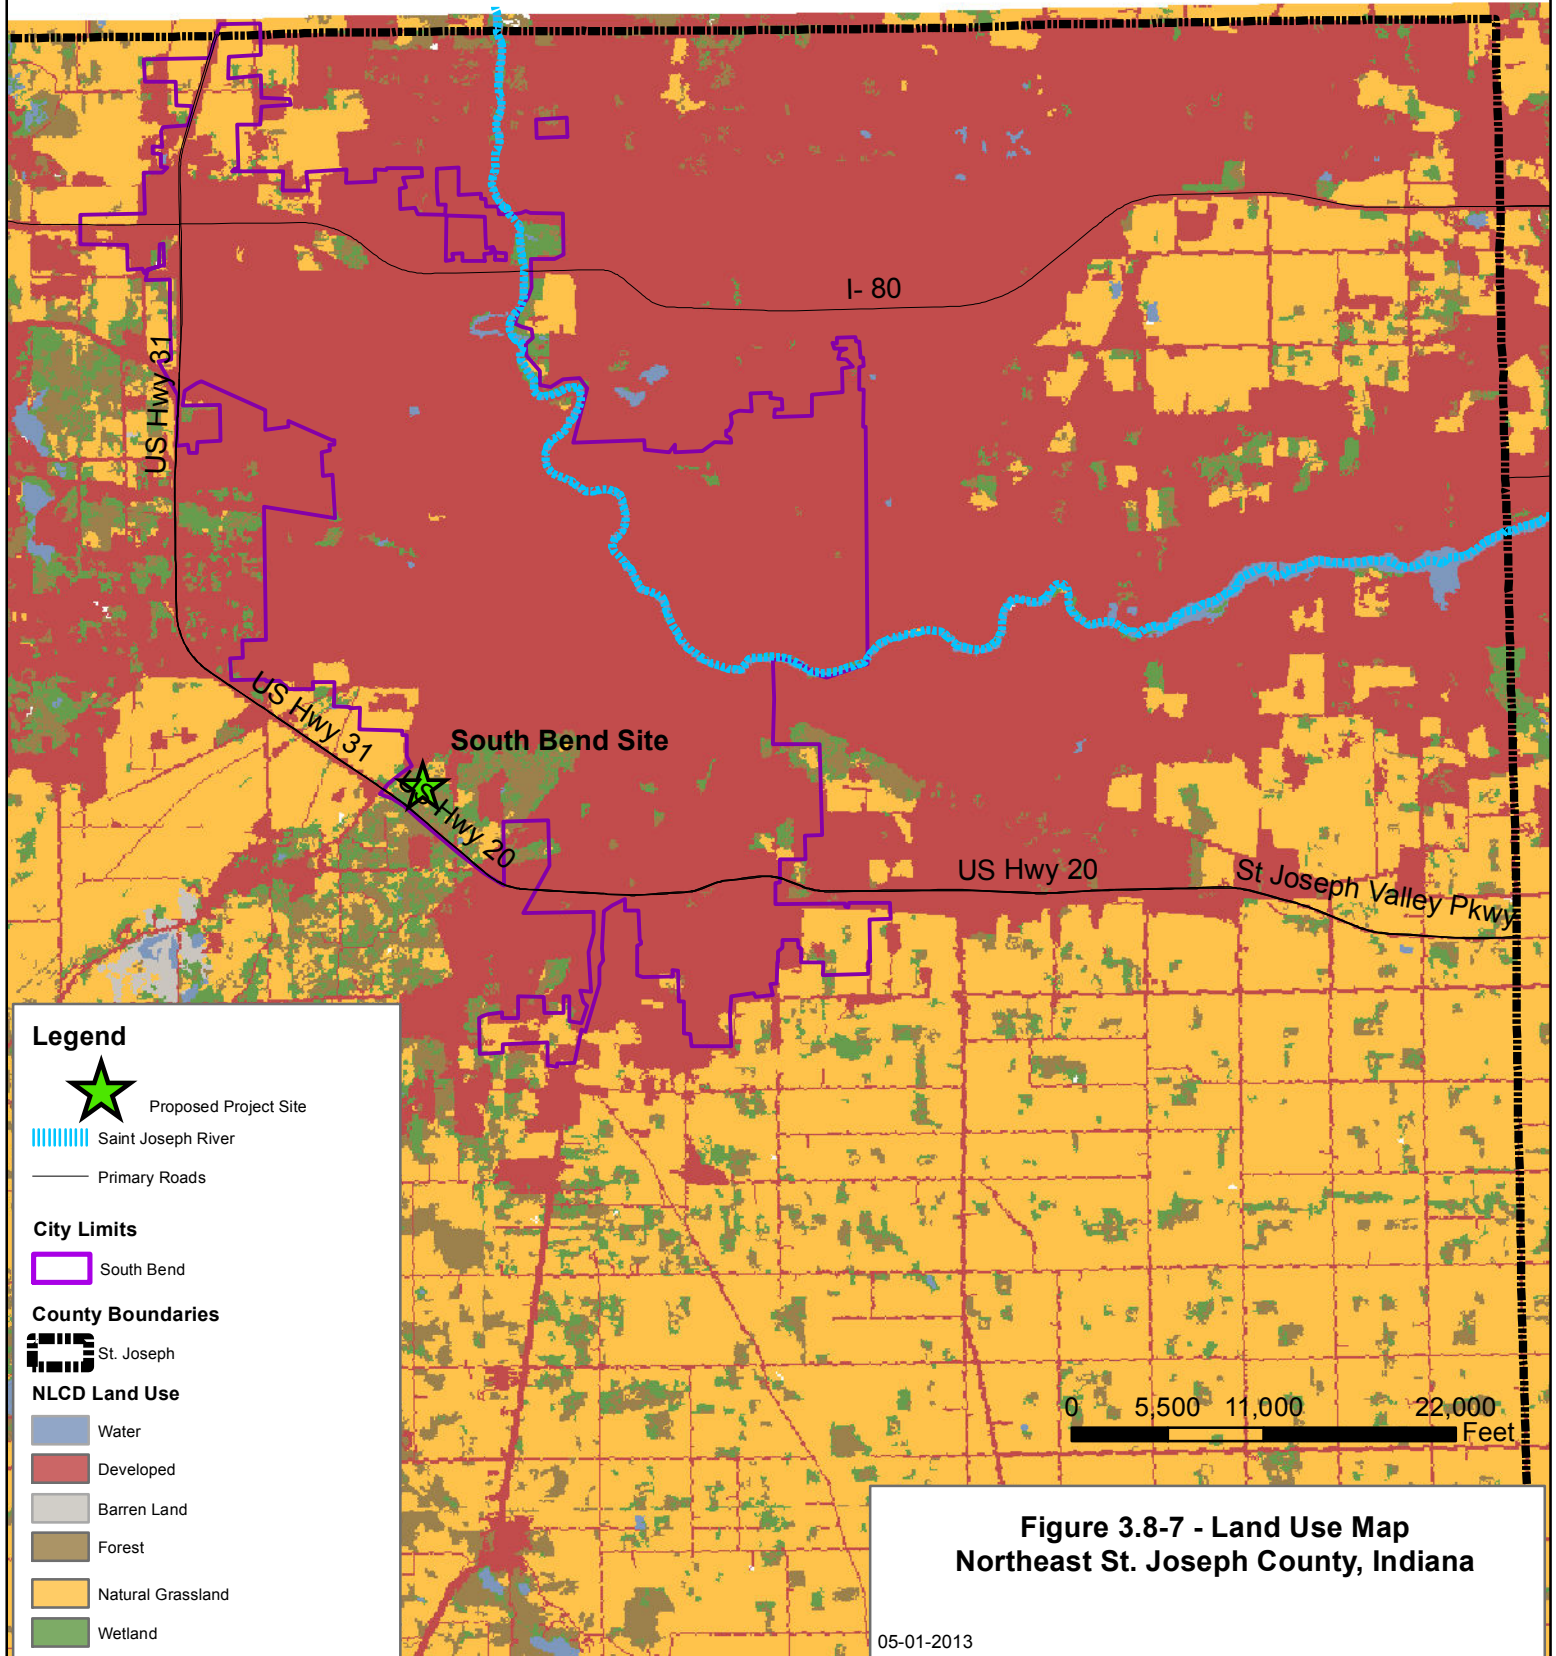 I- 80
US Hwy 31
US Hwy 31
South Bend Site
US Hwy 20
US Hwy 20
St Joseph Valley Pkwy
Legend
Proposed Project Site
Saint Joseph River
Primary Roads
City Limits
South Bend
County Boundaries
St. Joseph
NLCD Land Use
Water
Developed
Barren Land
Forest
Natural Grassland
Wetland
0 5,500 11,000 22,000
Feet
Figure 3.8-7 - Land Use Map
Northeast St. Joseph County, Indiana
05-01-2013